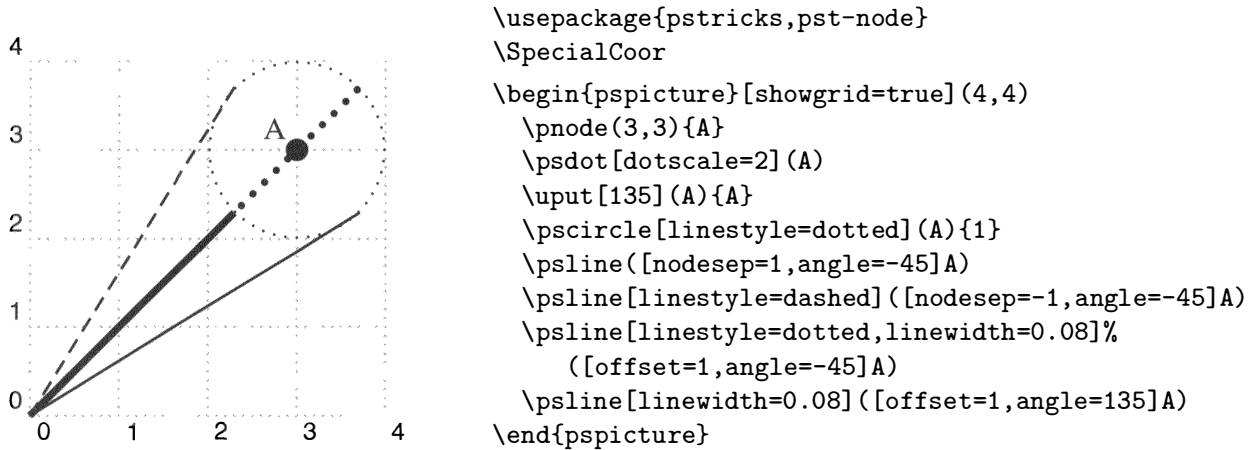 4
3
2
1
0
0 1 2 3 4
A
\usepackage{pstricks,pst-node}
\SpecialCoor
\begin{pspicture}[showgrid=true](4,4)
\pnode(3,3){A}
\psdot[dotscale=2](A)
\uput[135](A){A}
\pscircle[linestyle=dotted](A){1}
\psline([nodesep=1,angle=-45]A)
\psline[linestyle=dashed]([nodesep=-1,angle=-45]A)
\psline[linestyle=dotted,linewidth=0.08]%
([offset=1,angle=-45]A)
\psline[linewidth=0.08]([offset=1,angle=135]A)
\end{pspicture}